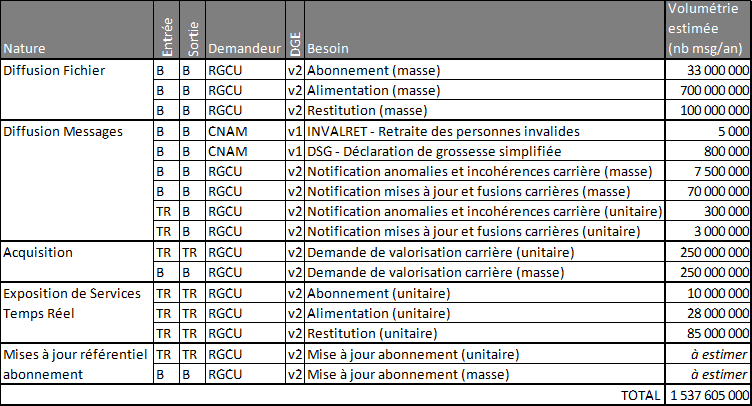 Nature Entrée Sortie Demandeur DGE Besoin Volumétrie estimée (nb msg/an)
Diffusion Fichier B B RGCU v2 Abonnement (masse) 33 000 000
B B RGCU v2 Alimentation (masse) 700 000 000
B B RGCU v2 Restitution (masse) 100 000 000
Diffusion Messages B B CNAM v1 INVALRET - Retraite des personnes invalides 5 000
B B CNAM v1 DSG - Déclaration de grossesse simplifiée 800 000
B B RGCU v2 Notification anomalies et incohérences carrière (masse) 7 500 000
B B RGCU v2 Notification mises à jour et fusions carrières (masse) 70 000 000
TR B RGCU v2 Notification anomalies et incohérences carrière (unitaire) 300 000
TR B RGCU v2 Notification mises à jour et fusions carrières (unitaire) 3 000 000
Acquisition TR TR RGCU v2 Demande de valorisation carrière (unitaire) 250 000 000
B B RGCU v2 Demande de valorisation carrière (masse) 250 000 000
Exposition de Services TR TR RGCU v2 Abonnement (unitaire) 10 000 000
Temps Réel TR TR RGCU v2 Alimentation (unitaire) 28 000 000
TR TR RGCU v2 Restitution (unitaire) 85 000 000
Mises à jour référentiel TR TR RGCU v2 Mise à jour abonnement (unitaire) à estimer
abonnement B B RGCU v2 Mise à jour abonnement (masse) à estimer
TOTAL 1 537 605 000